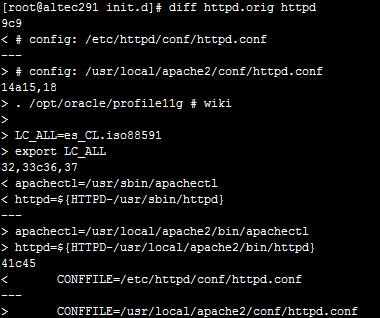 [root@altec291 init.d]# diff httpd.orig httpd
9c9
< # config: /etc/httpd/conf/httpd.conf
---
> # config: /usr/local/apache2/conf/httpd.conf
14a15,18
> . /opt/oracle/profile11g # wiki
>
> LC_ALL=es_CL.iso88591
> export LC_ALL
32,33c36,37
< apachectl=/usr/sbin/apachectl
< httpd=${HTTPD-/usr/sbin/httpd}
---
> apachectl=/usr/local/apache2/bin/apachectl
> httpd=${HTTPD-/usr/local/apache2/bin/httpd}
41c45
<       CONFFILE=/etc/httpd/conf/httpd.conf
---
>       CONFFILE=/usr/local/apache2/conf/httpd.conf